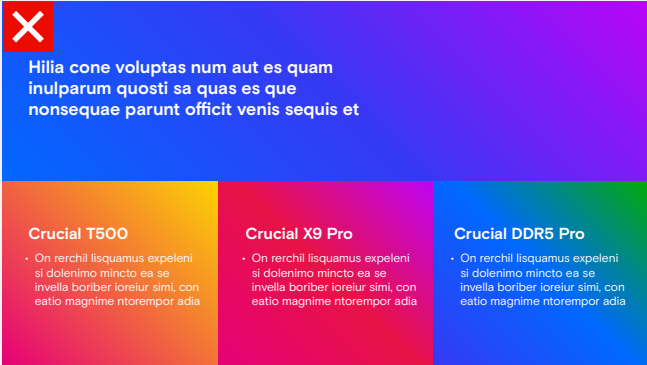 Hilia cone voluptas num aut es quam
inulparum quosti sa quas es que
nonsequae parunt officit venis sequis et
Crucial T500
• On rerchil lisquamus expeleni
si dolenimo mincto ea se
invella boriber ioreiur simi, con
eatio magnime ntorempor adia
Crucial X9 Pro
• On rerchil lisquamus expeleni
si dolenimo mincto ea se
invella boriber ioreiur simi, con
eatio magnime ntorempor adia
Crucial DDR5 Pro
• On rerchil lisquamus expeleni
si dolenimo mincto ea se
invella boriber ioreiur simi, con
eatio magnime ntorempor adia